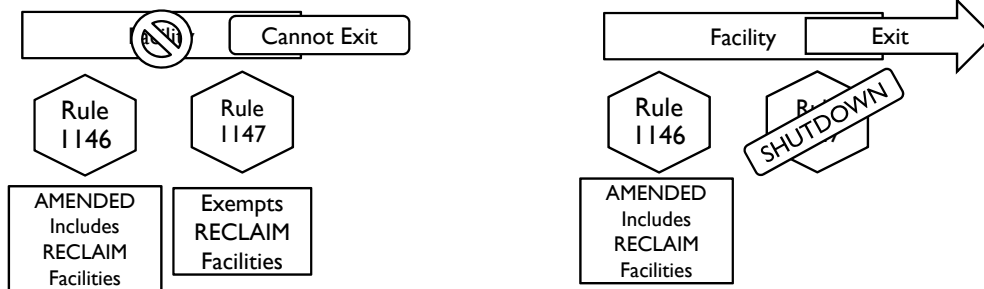 Facility
Cannot Exit
Rule
1146
Rule
1147
AMENDED
Includes
RECLAIM
Facilities
Exempts
RECLAIM
Facilities
Facility
Exit
Rule
1146
SHUTDOWN
AMENDED
Includes
RECLAIM
Facilities